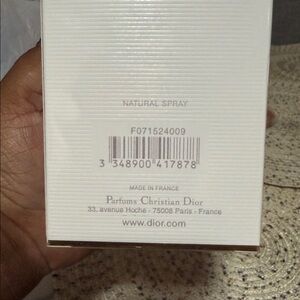 NATURAL SPRAY
F071524009
3 348900 417878
MADE IN FRANCE
Parfums Christian Dior
33, avenue Hoche - 75008 Paris - France
www.dior.com